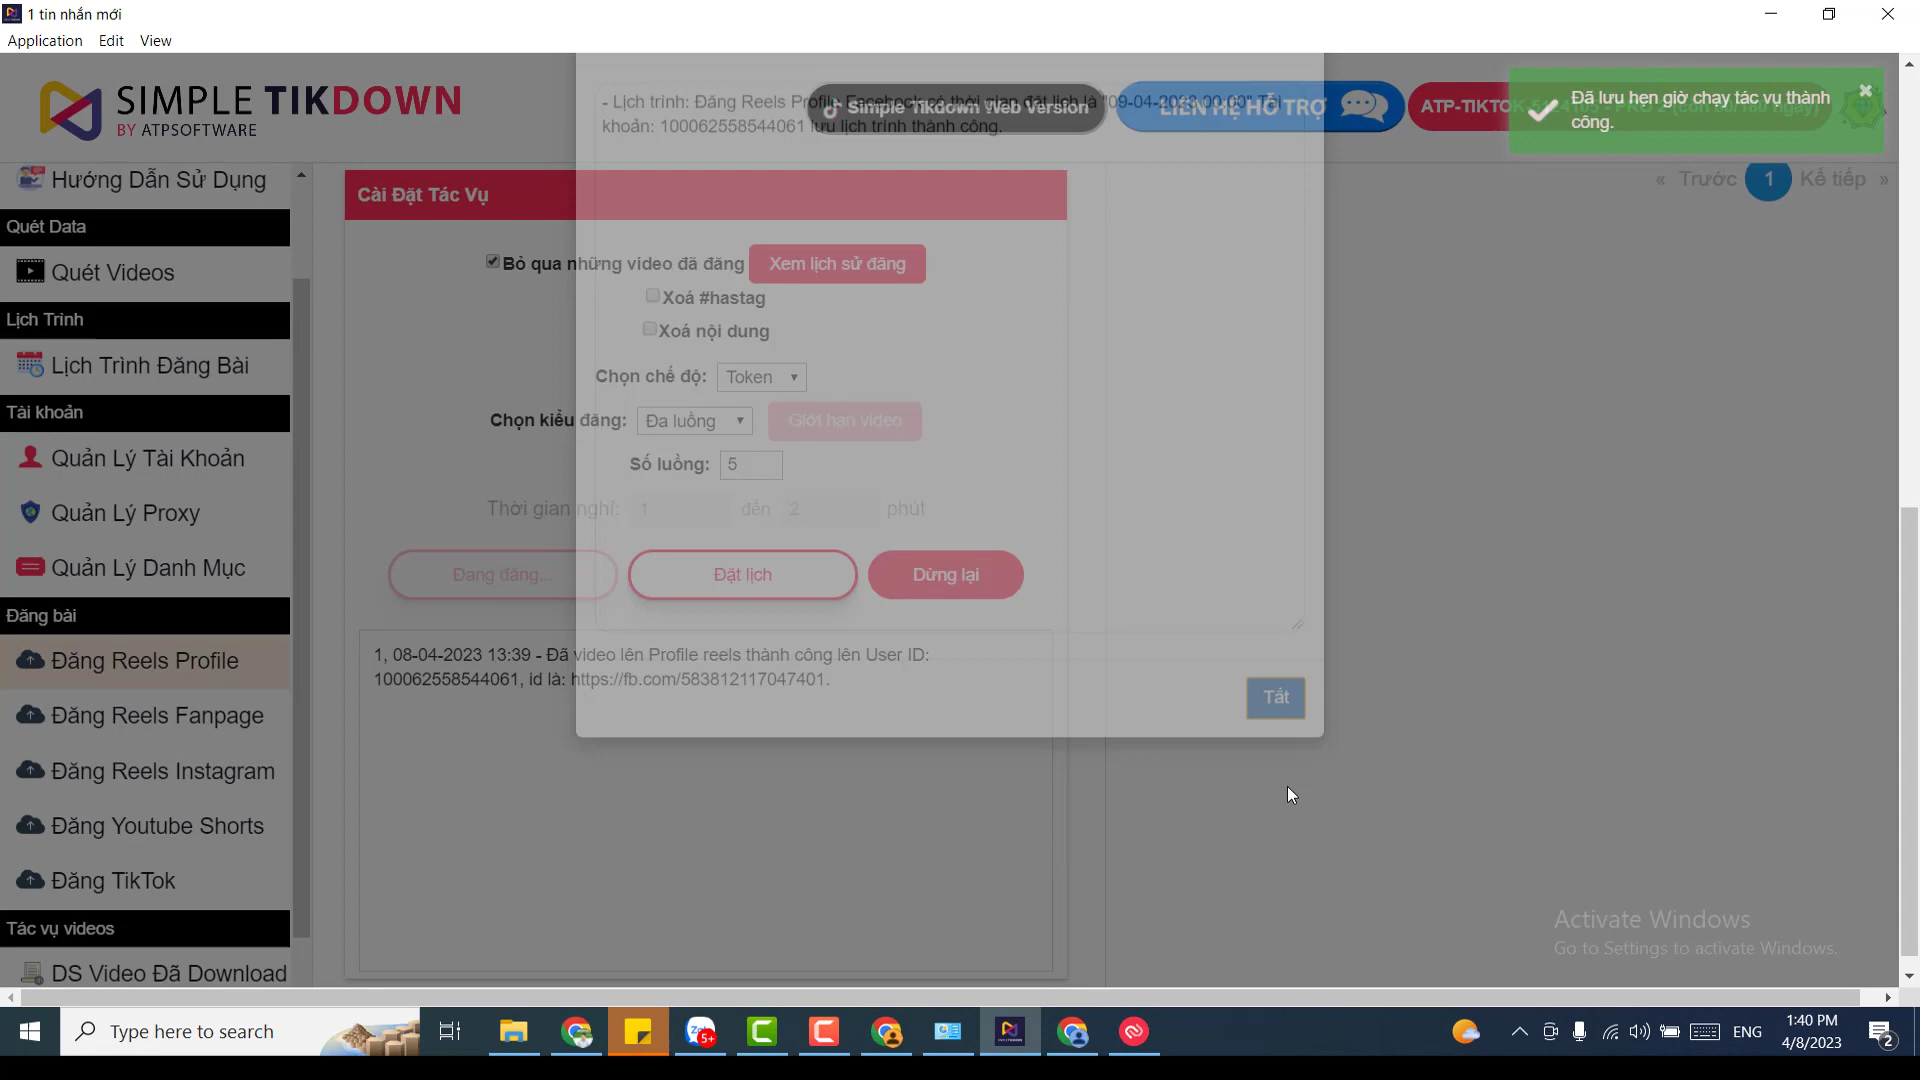 1 tin nhắn mới
Application Edit View
SIMPLE TIKDOWN
BY ATPSOFTWARE
- Lịch trình: Đăng Reels Profile Facebook có thời gian đặt lịch là "09-04-2023 00:00" Tài
khoản: 100062558544061 lưu lịch trình thành công.
Simple Tikdown Web Version
LIÊN HỆ HỖ TRỢ
ATP-TIKTOK
Đã lưu hẹn giờ chạy tác vụ thành
công.
« Trước 1 Kế tiếp »
Hướng Dẫn Sử Dụng
Quét Data
Quét Videos
Lịch Trình
Lịch Trình Đăng Bài
Tài khoản
Quản Lý Tài Khoản
Quản Lý Proxy
Quản Lý Danh Mục
Đăng bài
Đăng Reels Profile
Đăng Reels Fanpage
Đăng Reels Instagram
Đăng Youtube Shorts
Đăng TikTok
Tác vụ videos
DS Video Đã Download
Cài Đặt Tác Vụ
Bỏ qua những video đã đăng Xem lịch sử đăng
Xoá #hastag
Xoá nội dung
Chọn chế độ: Token
Chọn kiểu đăng: Đa luồng Giới hạn video
Số luồng: 5
Thời gian nghỉ: 1 đến 2 phút
Đang đăng... Đặt lịch Dừng lại
1, 08-04-2023 13:39 - Đã video lên Profile reels thành công lên User ID:
100062558544061, id là: https://fb.com/583812117047401.
Tắt
Activate Windows
Go to Settings to activate Windows.
Type here to search
5+
ENG
1:40 PM
4/8/2023
2